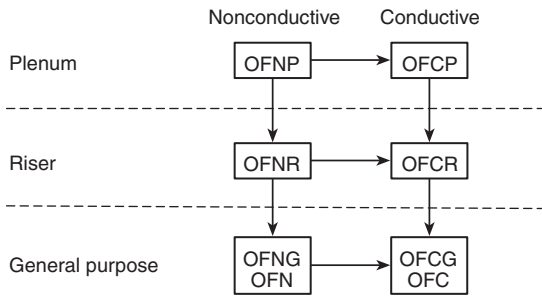 Nonconductive Conductive
Plenum OFNP OFCP
Riser OFNR OFCR
General purpose OFNG OFCG
OFN OFC